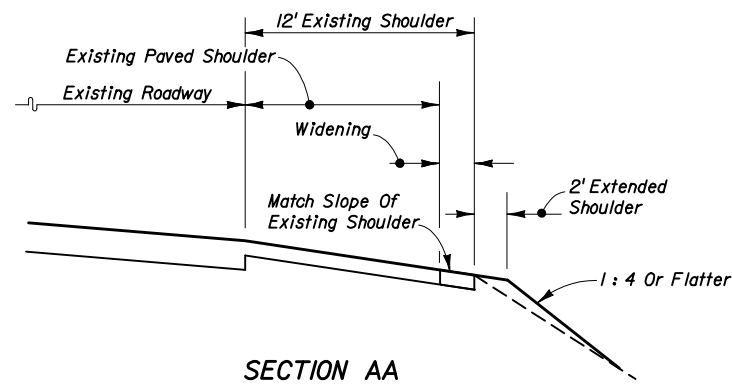 12' Existing Shoulder
Existing Paved Shoulder
Existing Roadway
Widening
2' Extended
Shoulder
Match Slope Of
Existing Shoulder
1 : 4 Or Flatter
SECTION AA